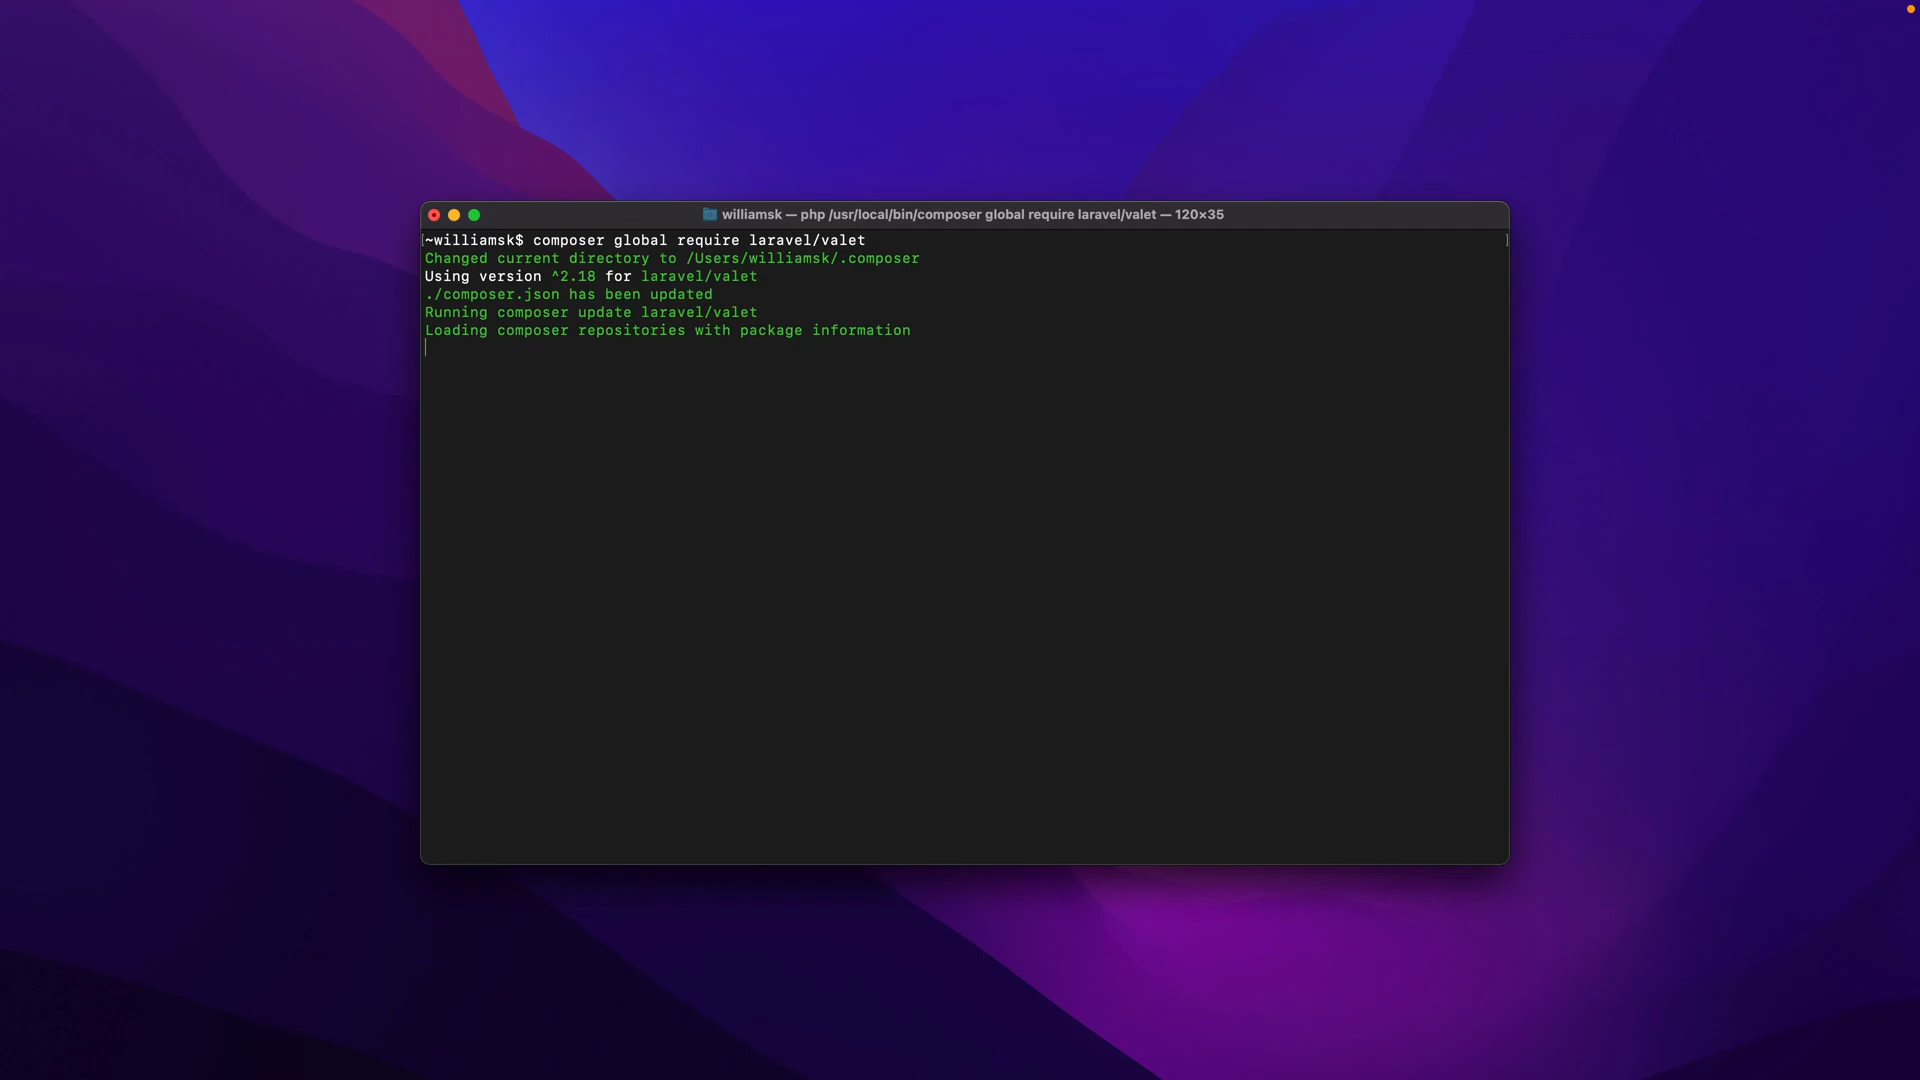 williamsk — php /usr/local/bin/composer global require laravel/valet — 120×35
[~williamsk$ composer global require laravel/valet ]
Changed current directory to /Users/williamsk/.composer
Using version ^2.18 for laravel/valet
./composer.json has been updated
Running composer update laravel/valet
Loading composer repositories with package information